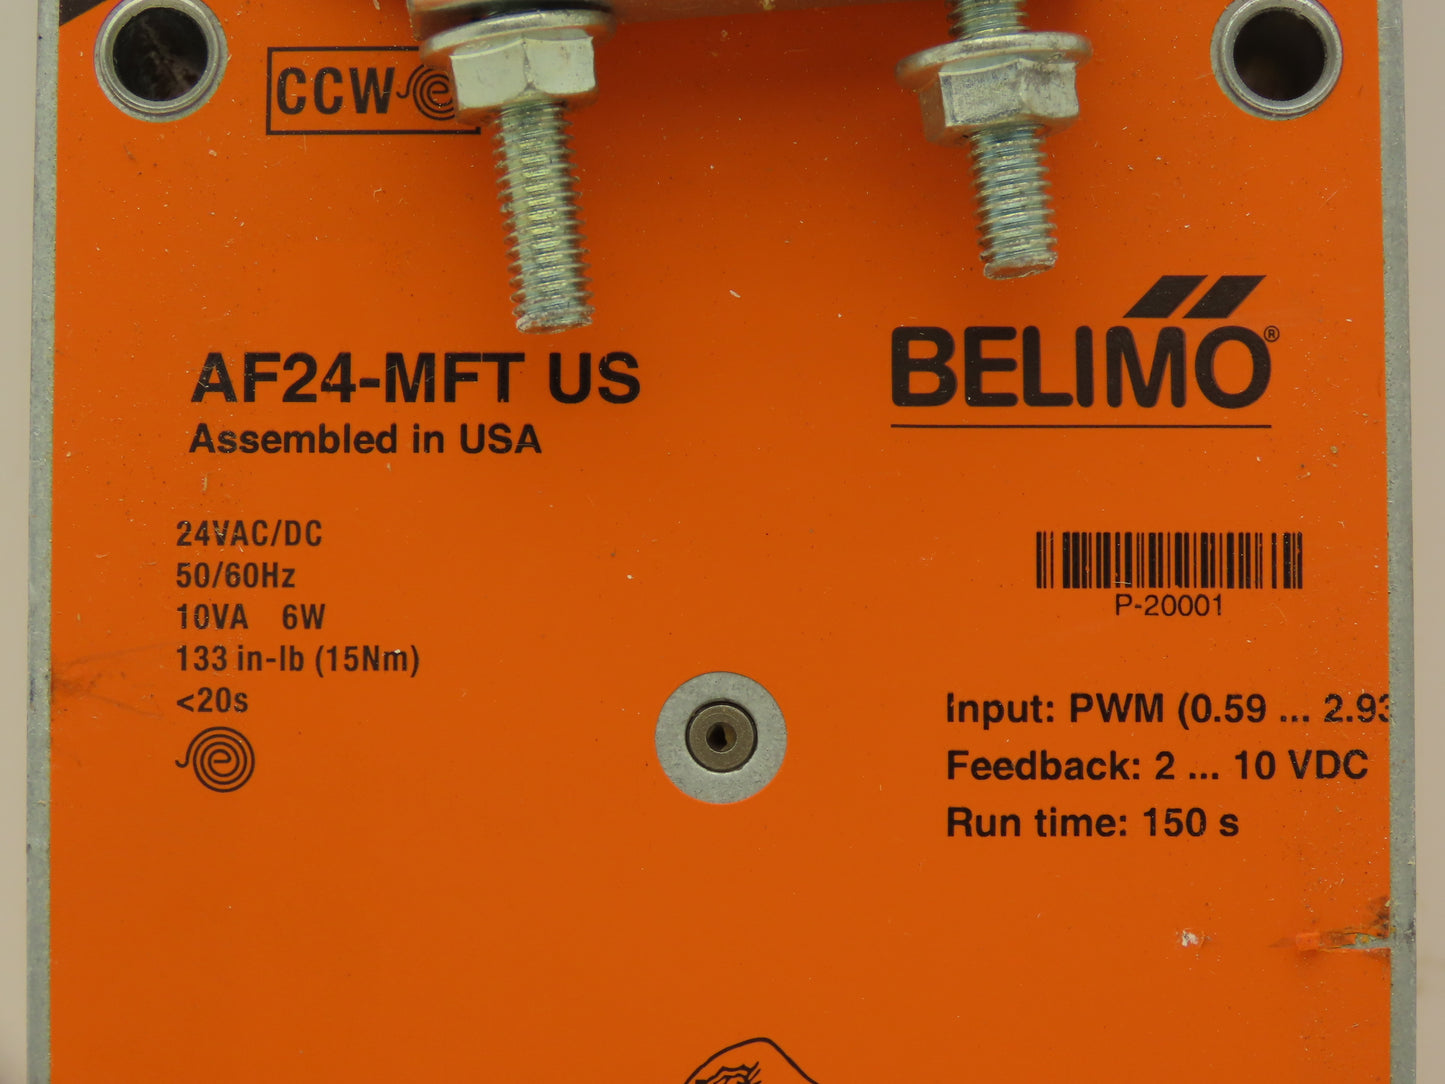 CCW
AF24-MFT US
Assembled in USA
BELIMO®
24VAC/DC
50/60Hz
10VA 6W
133 in-lb (15Nm)
<20s
P-20001
Input: PWM (0.59 ... 2.93
Feedback: 2 ... 10 VDC
Run time: 150 s